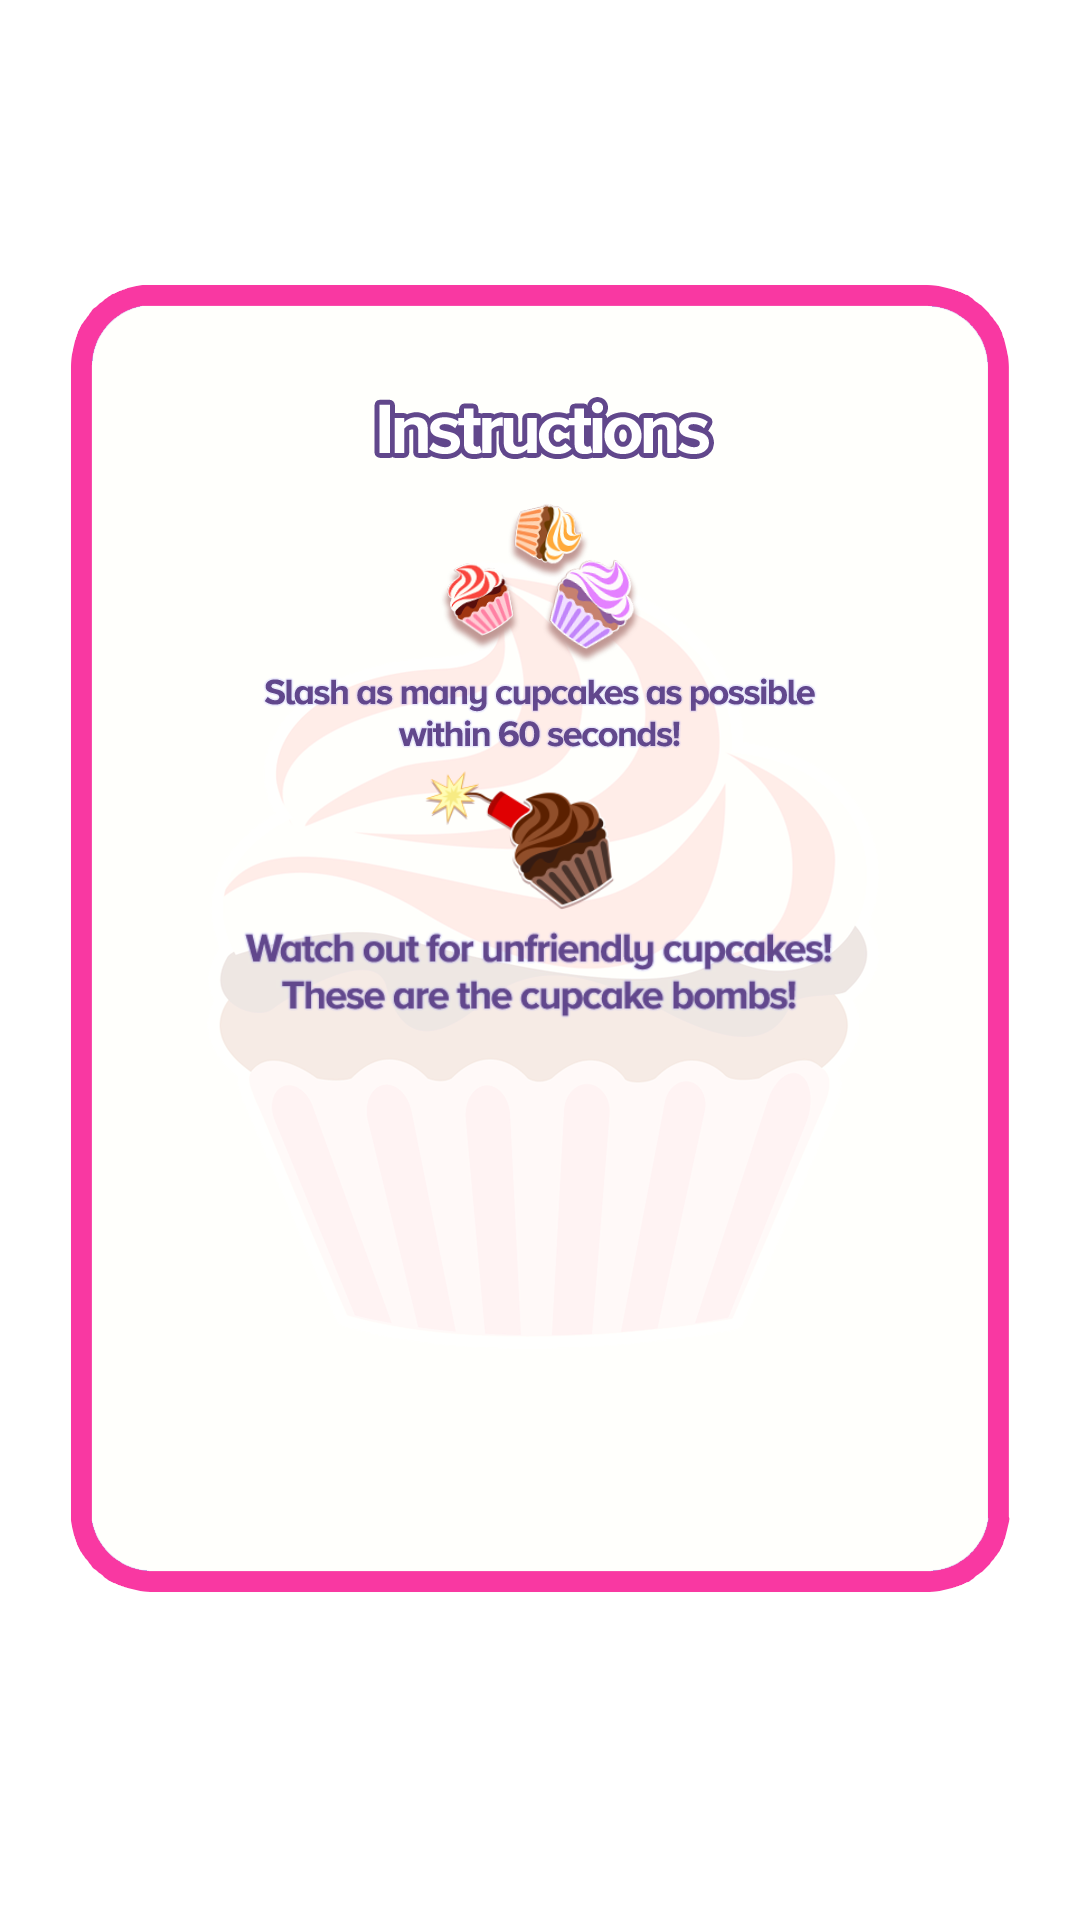 Instructions
Slash as many cupcakes as possible
within 60 seconds!
Watch out for unfriendly cupcakes!
These are the cupcake bombs!